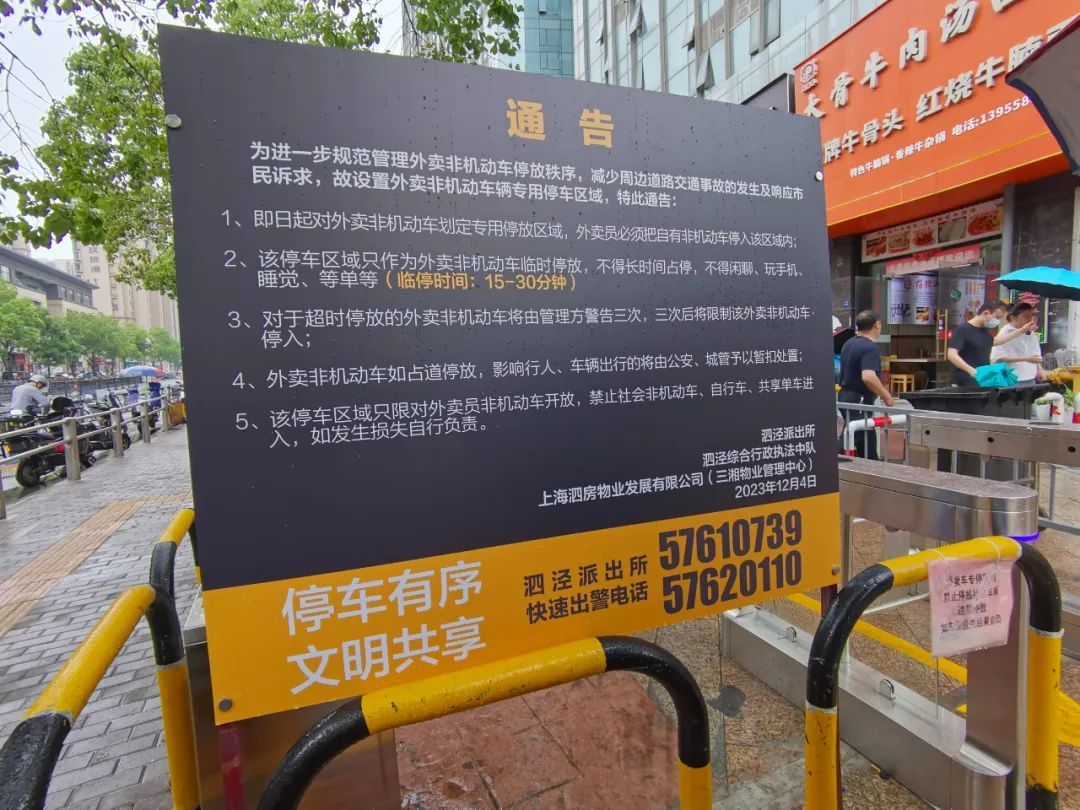 通告
为进一步规范管理外卖非机动车停放秩序，减少周边道路交通事故的发生及响应市
民诉求，故设置外卖非机动车辆专用停车区域，特此通告：
1、即日起对外卖非机动车划定专用停放区域，外卖员必须把自有非机动车停入该区域内；
2、该停车区域只作为外卖非机动车临时停放，不得长时间占停，不得闲聊、玩手机、
睡觉、等单等（临停时间：15-30分钟）
3、对于超时停放的外卖非机动车将由管理方警告三次，三次后将限制该外卖非机动车
停入；
4、外卖非机动车如占道停放，影响行人、车辆出行的将由公安、城管予以暂扣处置；
5、该停车区域只限对外卖员非机动车开放，禁止社会非机动车、自行车、共享单车进
入，如发生损失自行负责。
泗泾派出所
泗泾综合行政执法中队
上海泗房物业发展有限公司（三湘物业管理中心）
2023年12月4日
停车有序
文明共享
泗泾派出所
快速出警电话
57610739
57620110
大骨牛肉汤
牌牛骨头 红烧牛腩
特色牛腩锅·香辣牛杂锅 电话:13955